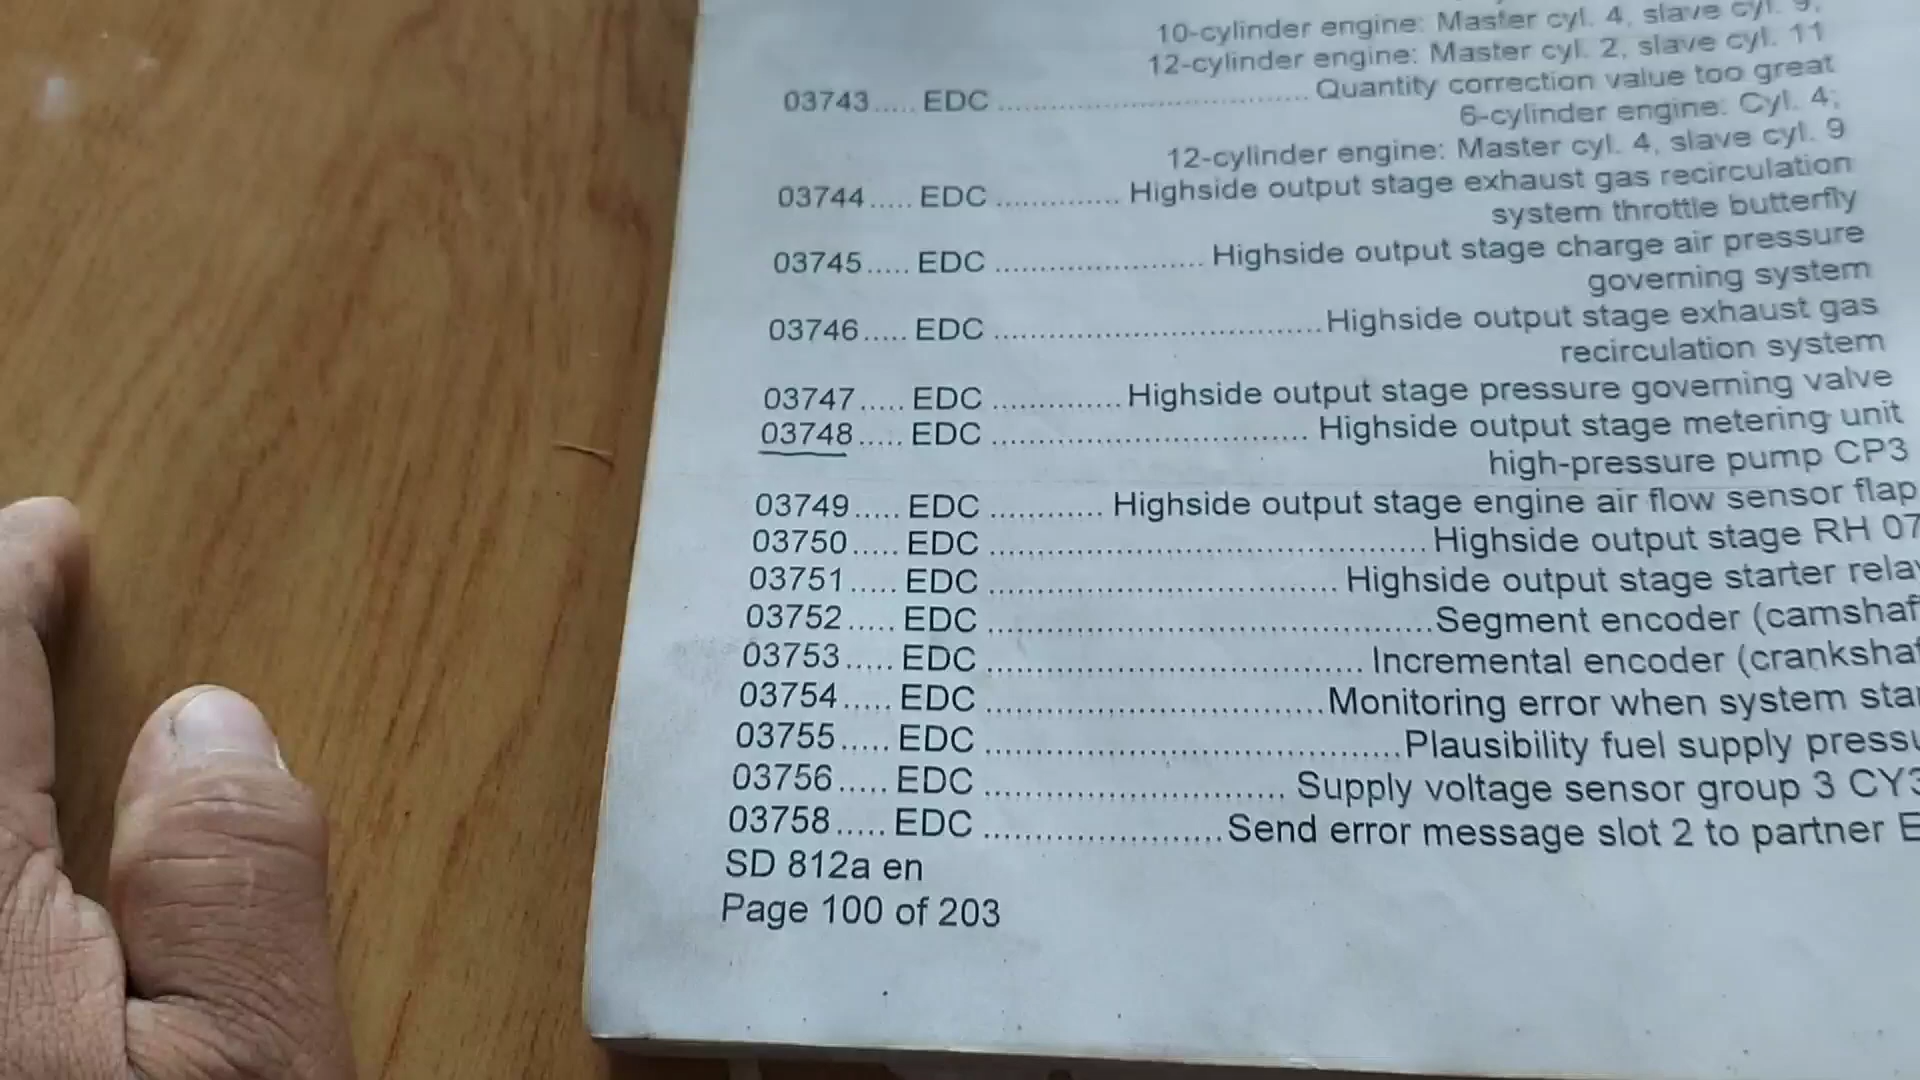 10-cylinder engine: Master cyl. 4, slave cyl. 9,
12-cylinder engine: Master cyl. 2, slave cyl. 11
03743..... EDC ........................................ Quantity correction value too great
6-cylinder engine: Cyl. 4;
12-cylinder engine: Master cyl. 4, slave cyl. 9
03744..... EDC ............... Highside output stage exhaust gas recirculation
system throttle butterfly
03745..... EDC ......................... Highside output stage charge air pressure
governing system
03746..... EDC ........................................Highside output stage exhaust gas
recirculation system
03747..... EDC ...............Highside output stage pressure governing valve
03748..... EDC ...................................... Highside output stage metering unit
high-pressure pump CP3
03749..... EDC ............. Highside output stage engine air flow sensor flap
03750..... EDC ....................................................Highside output stage RH 07
03751..... EDC ......................................... Highside output stage starter
03752..... EDC ....................................................Segment encoder
03753..... EDC ............................................ Incremental encoder
03754..... EDC .......................................Monitoring error when system
03755..... EDC ................................................Plausibility fuel supply
03756..... EDC .................................. Supply voltage sensor group 3
03758..... EDC ...........................Send error message slot 2 to partner
SD 812a en
Page 100 of 203